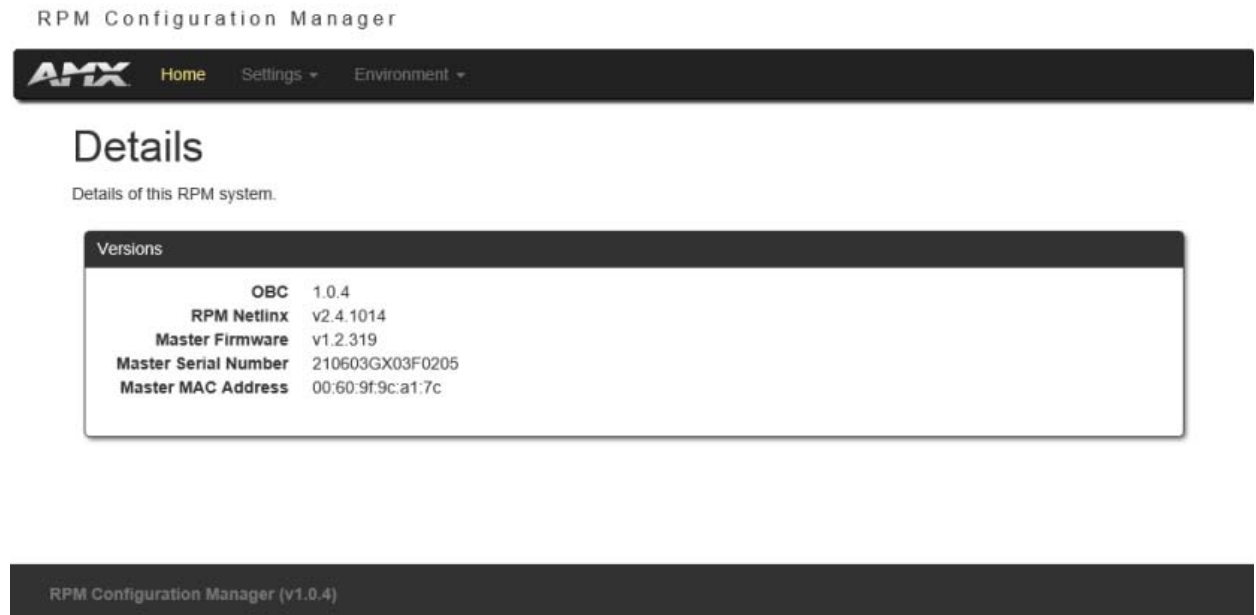 RPM Configuration Manager
AMX Home Settings Environment
Details
Details of this RPM system.
Versions
OBC 1.0.4
RPM Netlinx v2.4.1014
Master Firmware v1.2.319
Master Serial Number 210603GX03F0205
Master MAC Address 00:60:9f:9c:a1:7c
RPM Configuration Manager (v1.0.4)